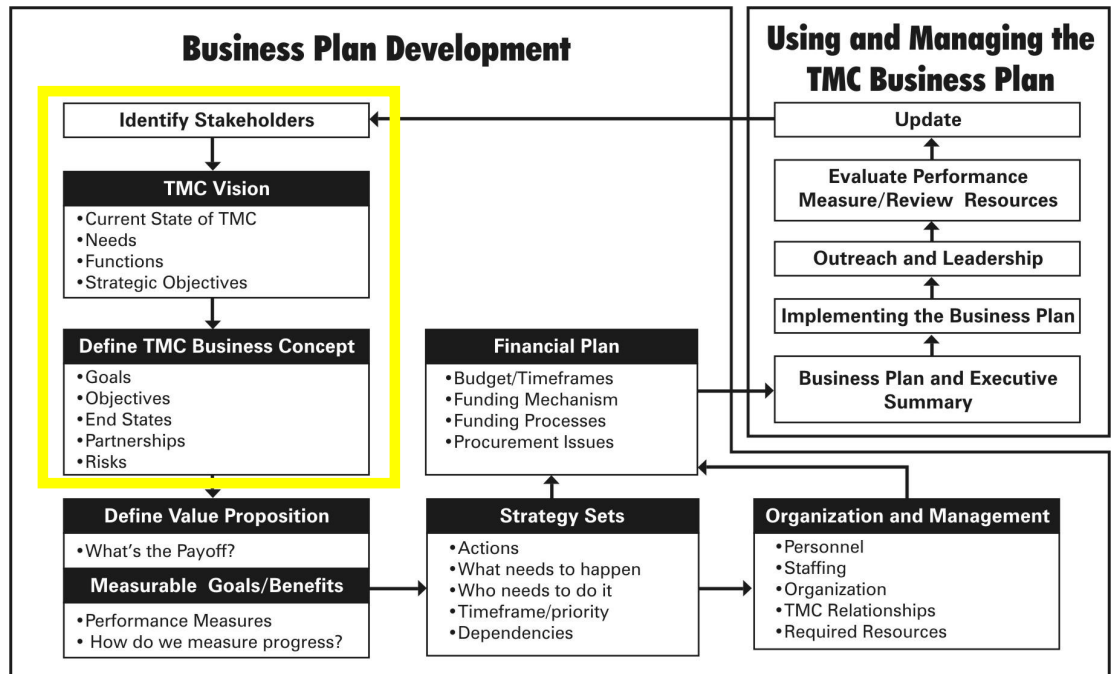 Business Plan Development
Identify Stakeholders
TMC Vision
•Current State of TMC
•Needs
•Functions
•Strategic Objectives
Define TMC Business Concept
•Goals
•Objectives
•End States
•Partnerships
•Risks
Define Value Proposition
•What's the Payoff?
Measurable Goals/Benefits
•Performance Measures
• How do we measure progress?
Strategy Sets
•Actions
•What needs to happen
•Who needs to do it
•Timeframe/priority
•Dependencies
Organization and Management
•Personnel
•Staffing
•Organization
•TMC Relationships
•Required Resources
Financial Plan
•Budget/Timeframes
•Funding Mechanism
•Funding Processes
•Procurement Issues
Using and Managing the
TMC Business Plan
Update
Evaluate Performance
Measure/Review Resources
Outreach and Leadership
Implementing the Business Plan
Business Plan and Executive
Summary